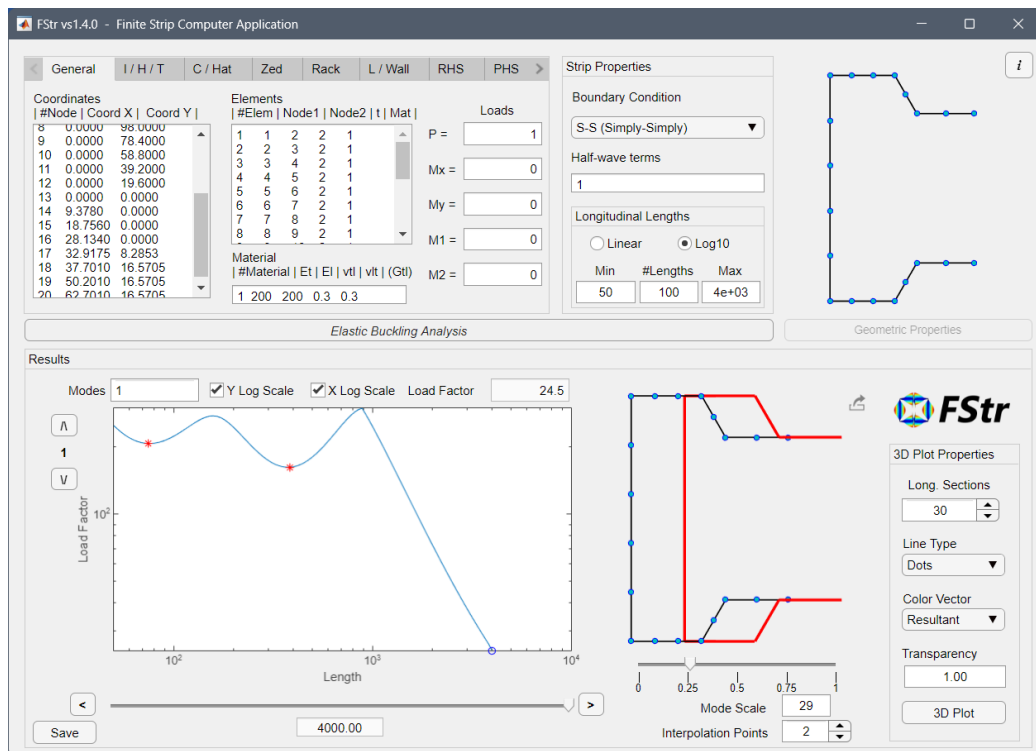 FStr vs1.4.0 - Finite Strip Computer Application
General I / H / T C / Hat Zed Rack L / Wall RHS PHS
Coordinates
| #Node | Coord X | Coord Y |
8 0.0000 98.0000
9 0.0000 78.4000
10 0.0000 58.8000
11 0.0000 39.2000
12 0.0000 19.6000
13 0.0000 0.0000
14 9.3780 0.0000
15 18.7560 0.0000
16 28.1340 0.0000
17 32.9175 8.2853
18 37.7010 16.5705
19 50.2010 16.5705
20 62.7010 16.5705
Elements
| #Elem | Node1 | Node2 | t | Mat |
1 1 2 2 1
2 2 3 2 1
3 3 4 2 1
4 4 5 2 1
5 5 6 2 1
6 6 7 2 1
7 7 8 2 1
8 8 9 2 1
Material
| #Material | Et | El | vtl | vlt | (Gtl)
1 200 200 0.3 0.3
Loads
P = 1
Mx = 0
My = 0
M1 = 0
M2 = 0
Strip Properties
Boundary Condition
S-S (Simply-Simply)
Half-wave terms
1
Longitudinal Lengths
Linear Log10
Min #Lengths Max
50 100 4e+03
i
Elastic Buckling Analysis
Geometric Properties
Results
Modes 1 Y Log Scale X Log Scale Load Factor 24.5
/\
1
\/
Load Factor
10²
10² 10³ 10⁴
Length
< >
4000.00
Save
0 0.25 0.5 0.75 1
Mode Scale 29
Interpolation Points 2
FStr
3D Plot Properties
Long. Sections
30
Line Type
Dots
Color Vector
Resultant
Transparency
1.00
3D Plot